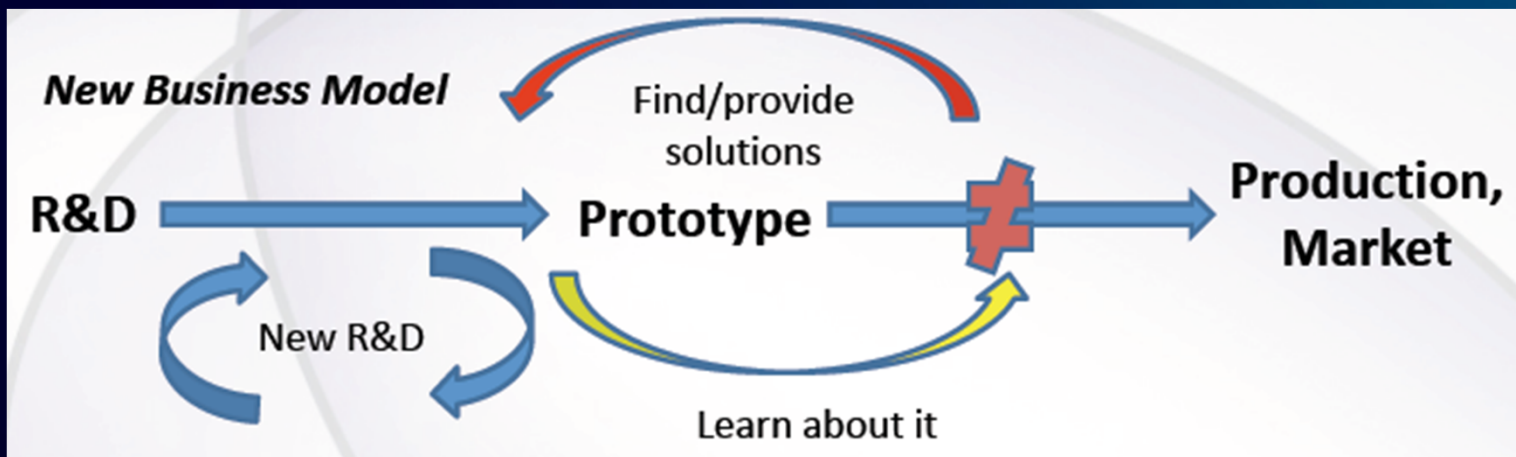 New Business Model
Find/provide
solutions
R&D
Prototype
Production,
Market
New R&D
Learn about it